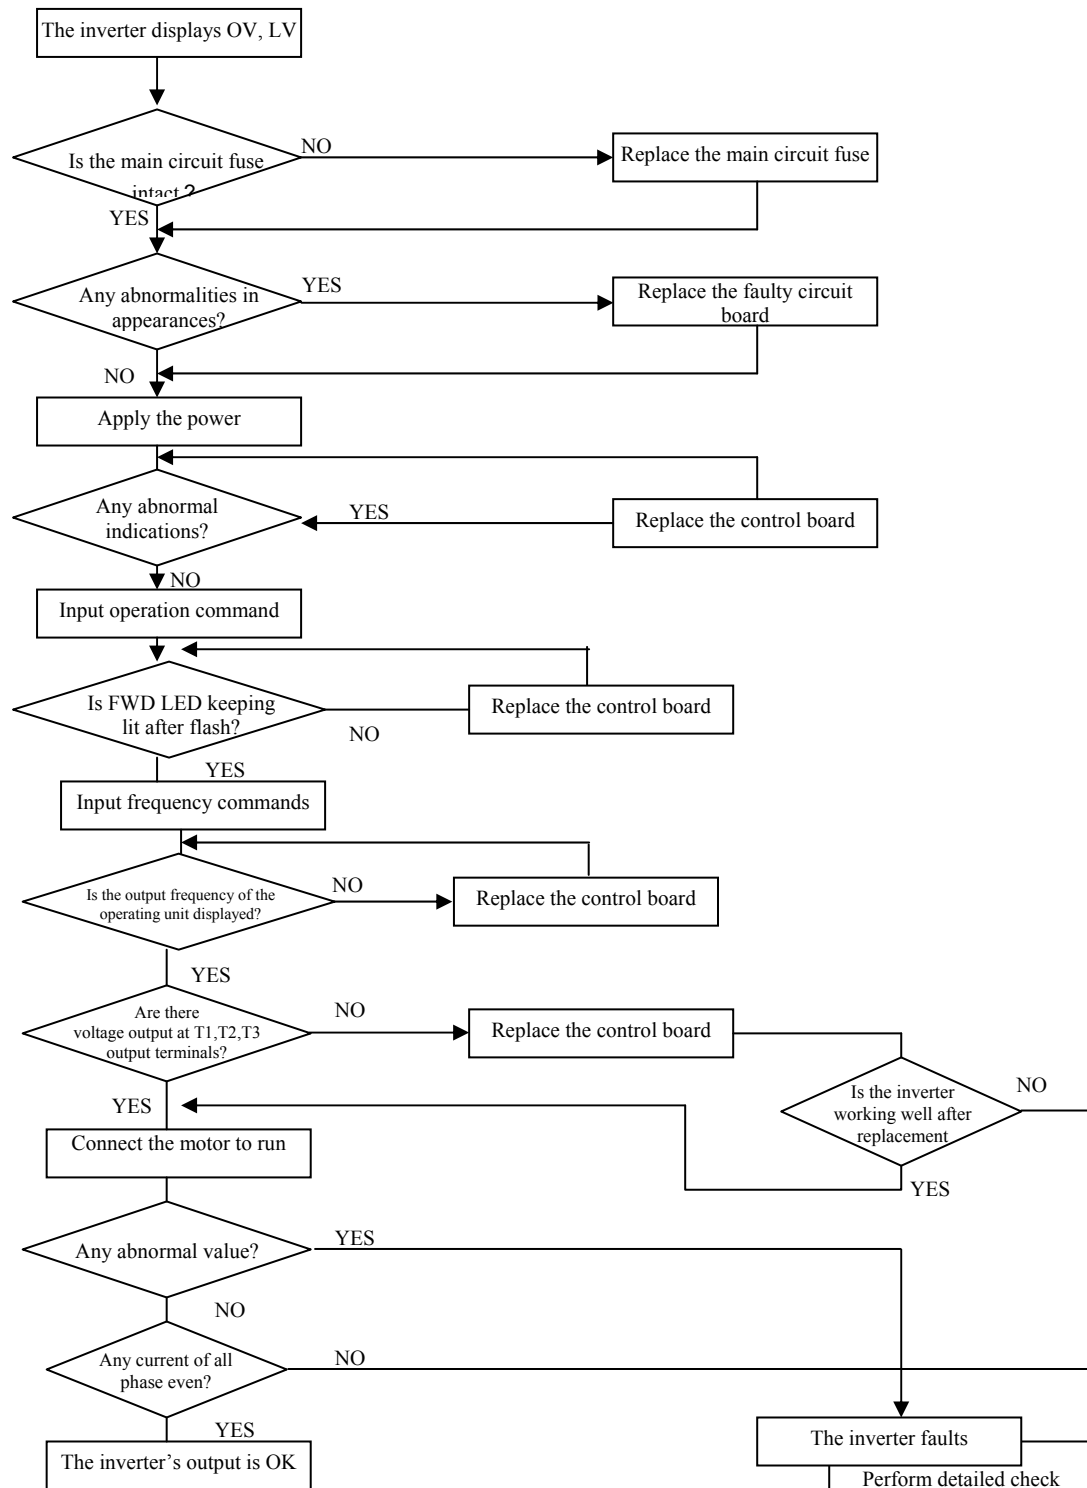 The inverter displays OV, LV
Is the main circuit fuse
intact？
NO
Replace the main circuit fuse
YES
Any abnormalities in
appearances?
YES
Replace the faulty circuit
board
NO
Apply the power
Any abnormal
indications?
YES
Replace the control board
NO
Input operation command
Is FWD LED keeping
lit after flash?
NO
Replace the control board
YES
Input frequency commands
Is the output frequency of the
operating unit displayed?
NO
Replace the control board
YES
Are there
voltage output at T1,T2,T3
output terminals?
NO
Replace the control board
Is the inverter
working well after
replacement
NO
YES
YES
Connect the motor to run
Any abnormal value?
YES
NO
Any current of all
phase even?
NO
YES
The inverter’s output is OK
The inverter faults
Perform detailed check